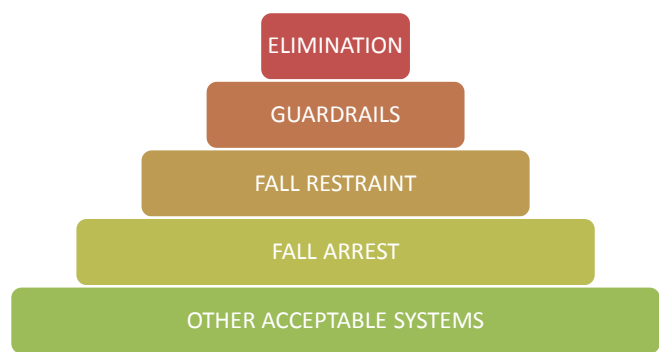 ELIMINATION
GUARDRAILS
FALL RESTRAINT
FALL ARREST
OTHER ACCEPTABLE SYSTEMS